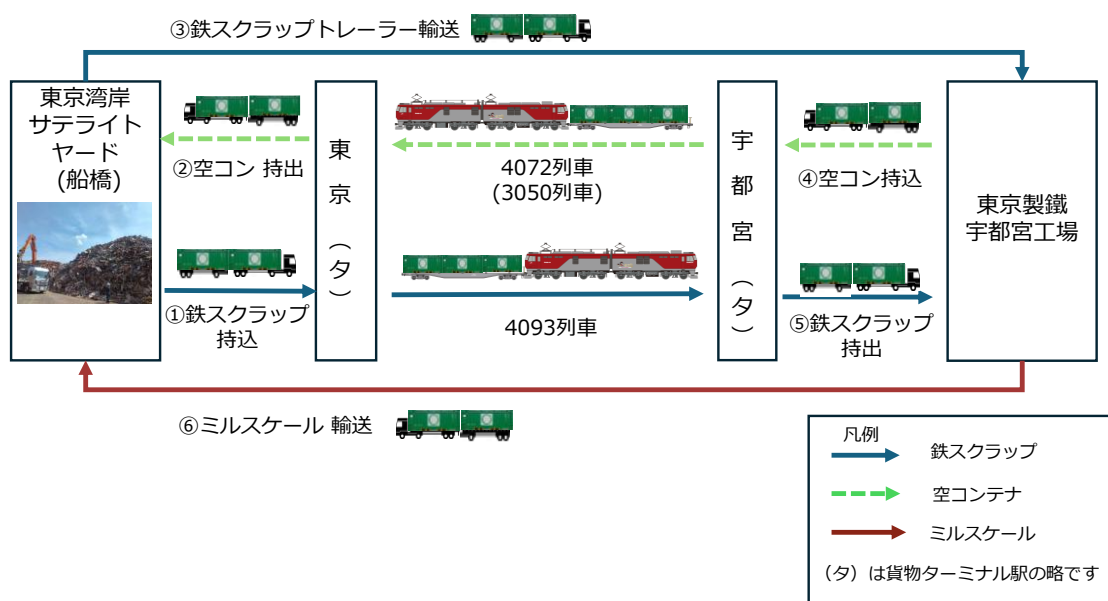 ③鉄スクラップトレーラー輸送
東京湾岸
サテライト
ヤード
(船橋)
②空コン 持出
①鉄スクラップ
持込
東京（タ）
4072列車
(3050列車)
4093列車
宇都宮（タ）
④空コン持込
⑤鉄スクラップ
持出
東京製鐵
宇都宮工場
⑥ミルスケール 輸送
凡例
鉄スクラップ
空コンテナ
ミルスケール
（タ）は貨物ターミナル駅の略です